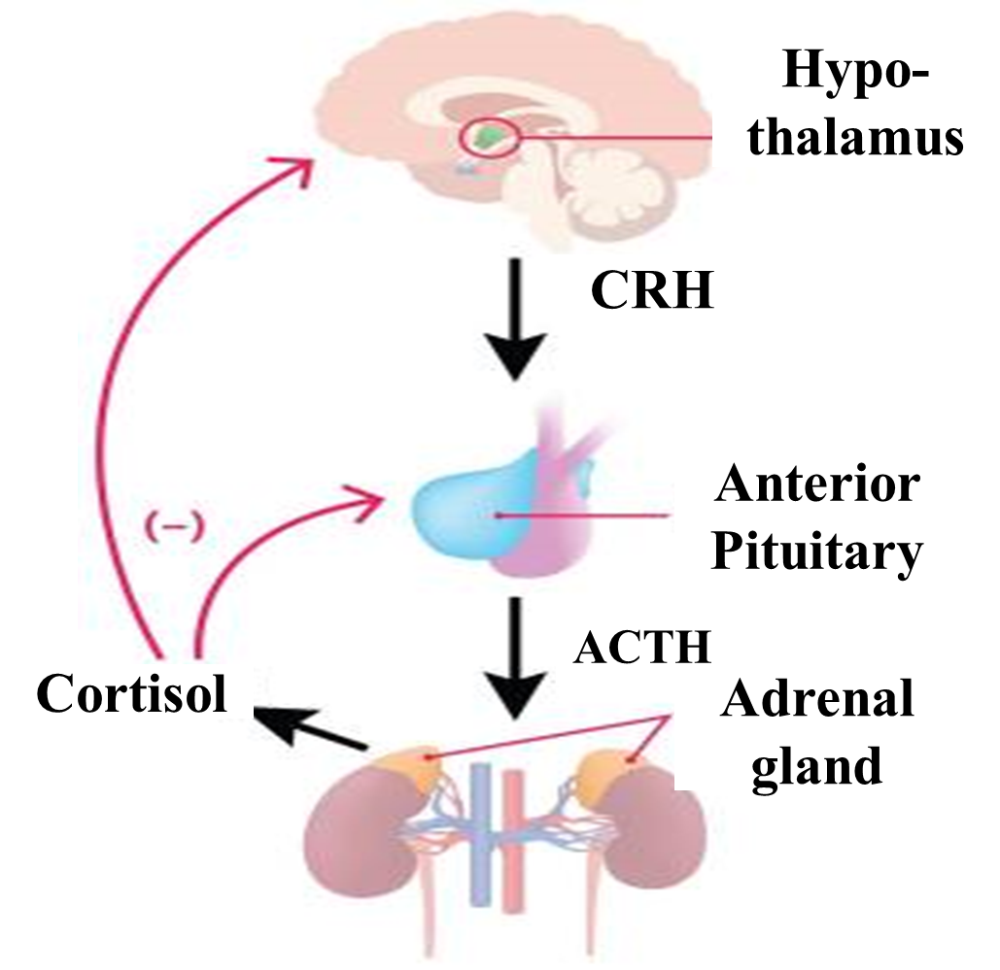 Hypo-
thalamus
CRH
Anterior
Pituitary
(−)
ACTH
Cortisol
Adrenal
gland